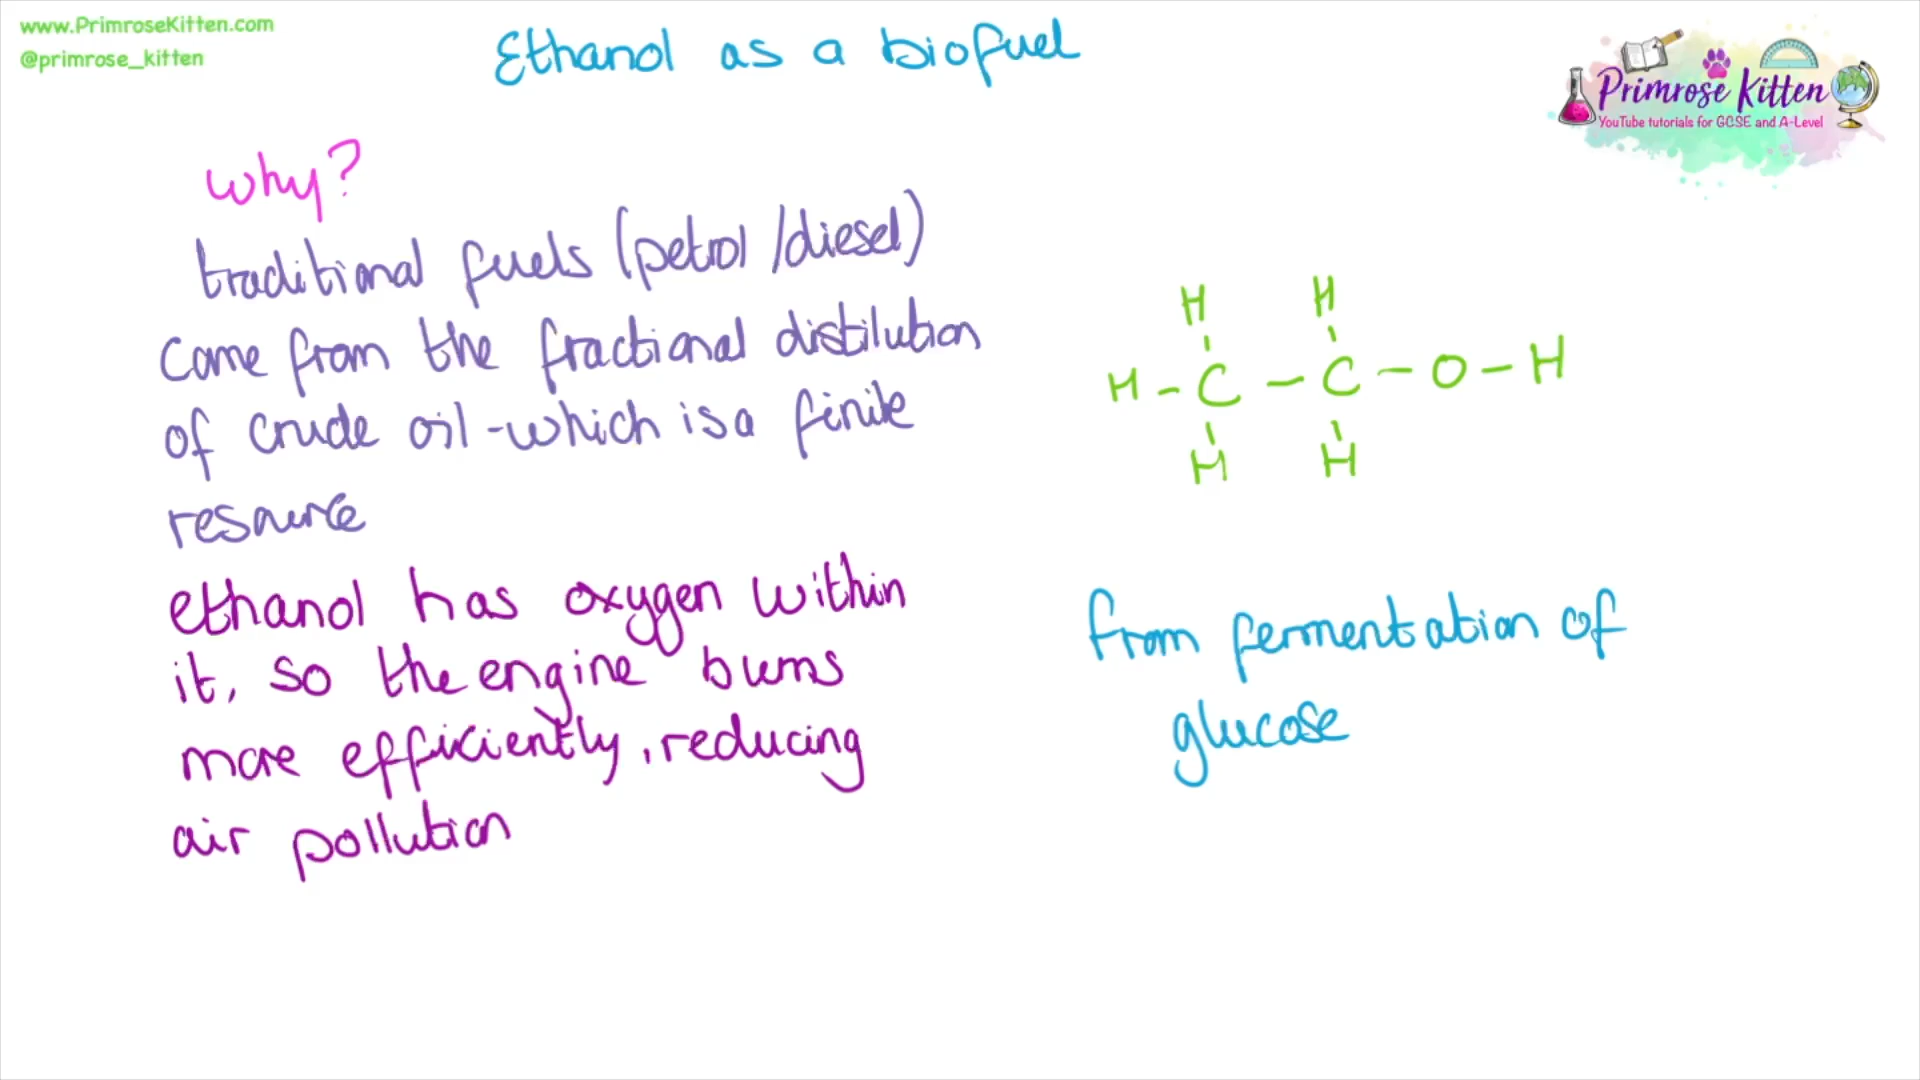 www.PrimroseKitten.com
@primrose_kitten
Ethanol as a biofuel
Primrose Kitten
YouTube tutorials for GCSE and A-Level
why?
traditional fuels (petrol/diesel)
come from the fractional distilution
of crude oil - which is a finite
resource
ethanol has oxygen within
it, so the engine burns
more efficiently, reducing
air pollution
H H
H - C - C - O - H
H H
from fermentation of
glucose